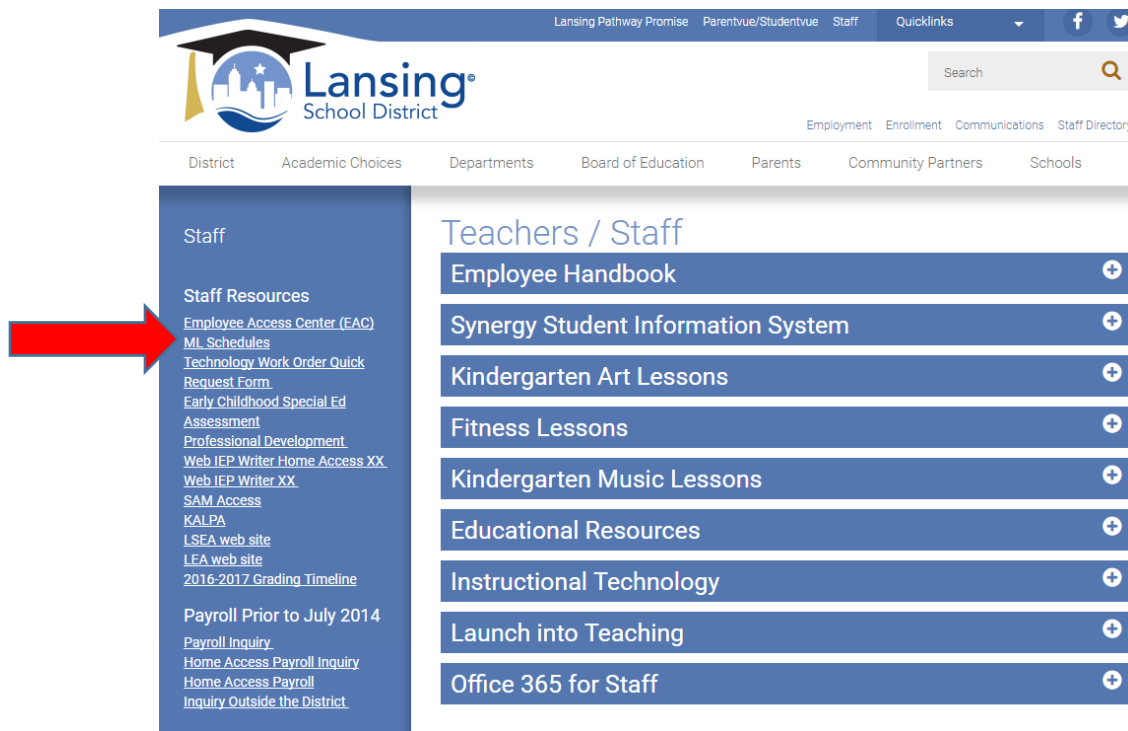 Lansing Pathway Promise Parentvue/Studentvue Staff Quicklinks
Lansing
School District
Search
Employment Enrollment Communications Staff Directory
District Academic Choices Departments Board of Education Parents Community Partners Schools
Staff
Staff Resources
Employee Access Center (EAC)
ML Schedules
Technology Work Order Quick
Request Form
Early Childhood Special Ed
Assessment
Professional Development
Web IEP Writer Home Access XX
Web IEP Writer XX
SAM Access
KALPA
LSEA web site
LEA web site
2016-2017 Grading Timeline
Payroll Prior to July 2014
Payroll Inquiry
Home Access Payroll Inquiry
Home Access Payroll
Inquiry Outside the District
Teachers / Staff
Employee Handbook
Synergy Student Information System
Kindergarten Art Lessons
Fitness Lessons
Kindergarten Music Lessons
Educational Resources
Instructional Technology
Launch into Teaching
Office 365 for Staff